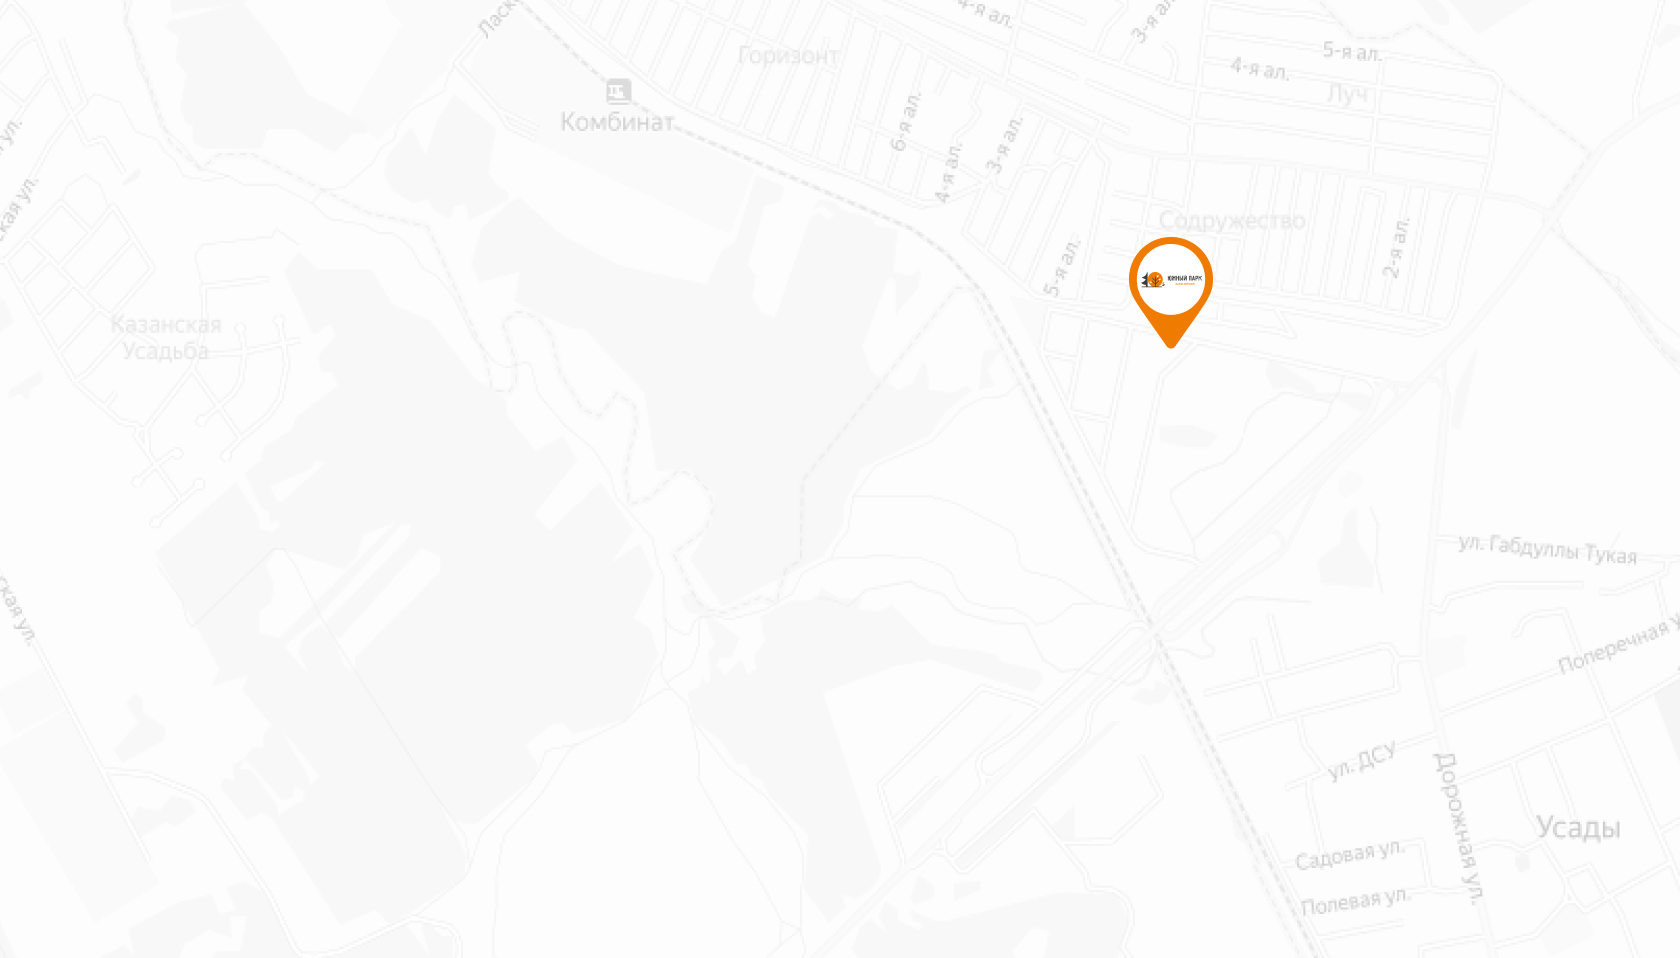 Ласк
4-я ал.
3-я ал.
5-я ал.
4-я ал.
Луч
Горизонт
Комбинат
6-я ал.
4-я ал.
3-я ал.
ул.
ская ул.
Содружество
2-я ал.
5-я ал.
ЮЖНЫЙ ПАРК
Казанская
Усадьба
ул. Габдуллы Тукая
ская ул.
Поперечная у
ул. ДСУ
Дорожная ул.
Усады
Садовая ул.
Полевая ул.